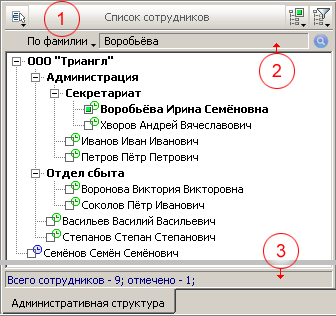 1
Список сотрудников
По фамилии
Воробьёва
2
ООО "Триангл"
Администрация
Секретариат
Воробьёва Ирина Семёновна
Хворов Андрей Вячеславович
Иванов Иван Иванович
Петров Пётр Петрович
Отдел сбыта
Воронова Виктория Викторовна
Соколов Пётр Иванович
Васильев Василий Васильевич
Степанов Степан Степанович
Семёнов Семён Семёнович
3
Всего сотрудников - 9; отмечено - 1;
Административная структура